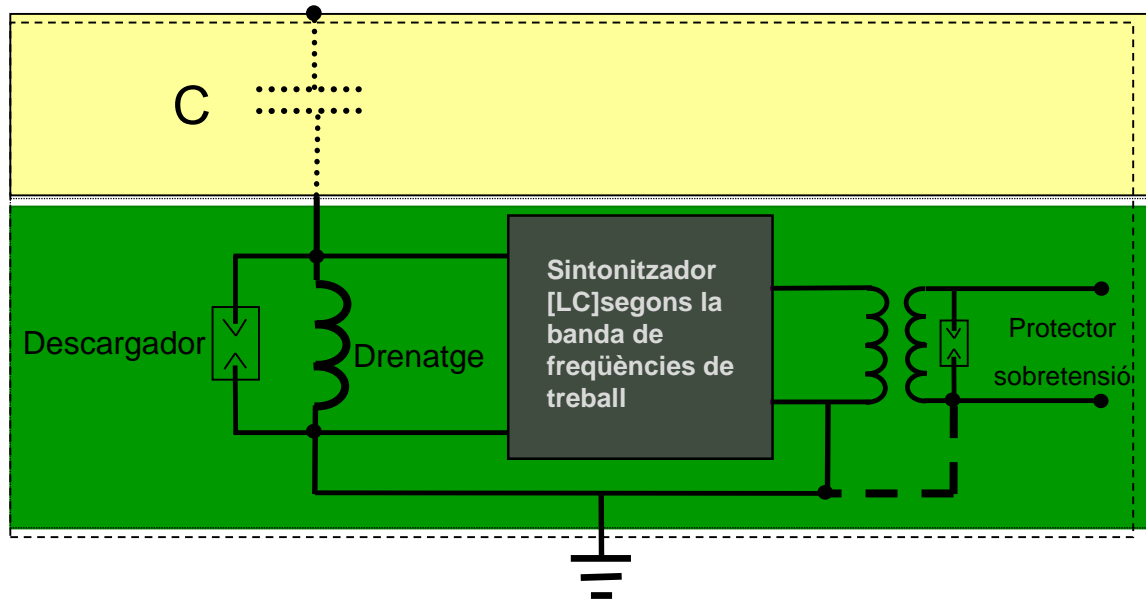 C
Sintonitzador
[LC]segons la
banda de
freqüències de
treball
Descargador
Drenatge
Protector
sobretensió